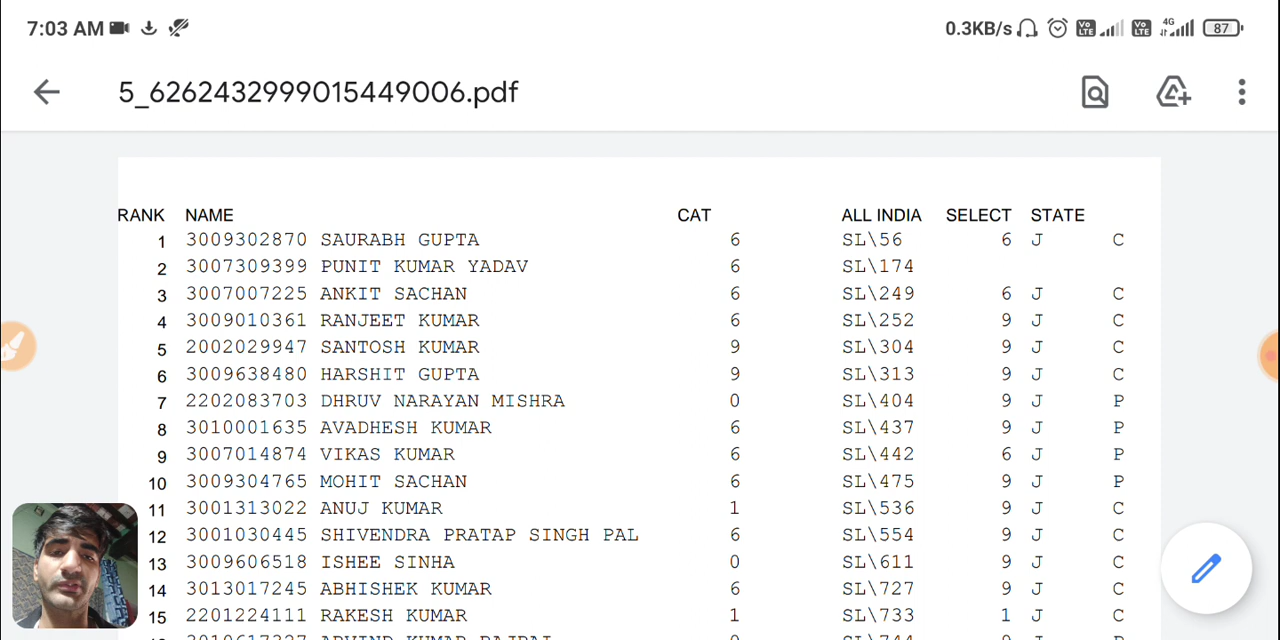 7:03 AM 0.3KB/s Vo LTE Vo LTE 4G 87
5_6262432999015449006.pdf
RANK NAME CAT ALL INDIA SELECT STATE
1 3009302870 SAURABH GUPTA 6 SL\56 6 J C
2 3007309399 PUNIT KUMAR YADAV 6 SL\174
3 3007007225 ANKIT SACHAN 6 SL\249 6 J C
4 3009010361 RANJEET KUMAR 6 SL\252 9 J C
5 2002029947 SANTOSH KUMAR 9 SL\304 9 J C
6 3009638480 HARSHIT GUPTA 9 SL\313 9 J C
7 2202083703 DHRUV NARAYAN MISHRA 0 SL\404 9 J P
8 3010001635 AVADHESH KUMAR 6 SL\437 9 J P
9 3007014874 VIKAS KUMAR 6 SL\442 6 J P
10 3009304765 MOHIT SACHAN 6 SL\475 9 J P
11 3001313022 ANUJ KUMAR 1 SL\536 9 J C
12 3001030445 SHIVENDRA PRATAP SINGH PAL 6 SL\554 9 J C
13 3009606518 ISHEE SINHA 0 SL\611 9 J C
14 3013017245 ABHISHEK KUMAR 6 SL\727 9 J C
15 2201224111 RAKESH KUMAR 1 SL\733 1 J C